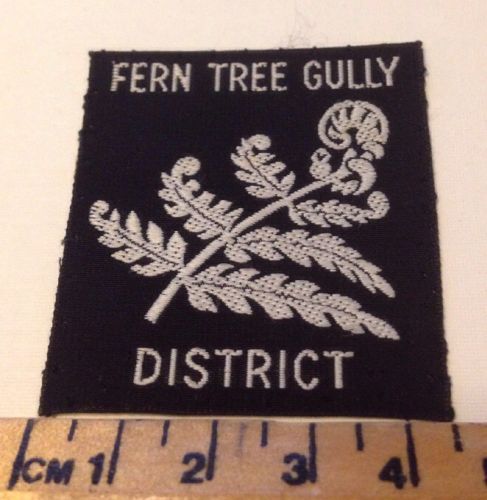 FERN TREE GULLY
DISTRICT
CM 1 2 3 4